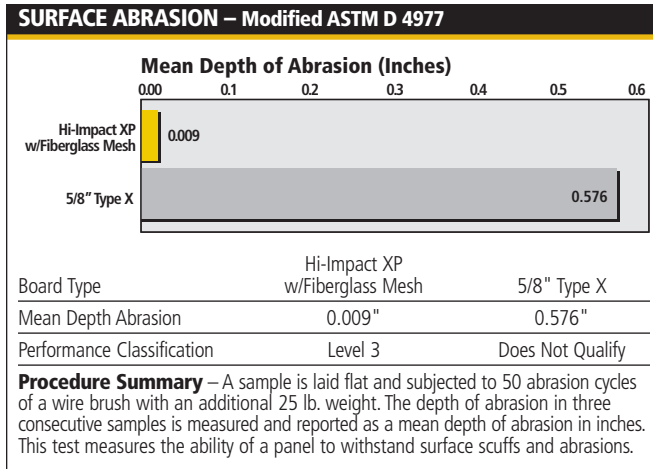 SURFACE ABRASION – Modified ASTM D 4977
Mean Depth of Abrasion (Inches)
0.00 0.1 0.2 0.3 0.4 0.5 0.6
Hi-Impact XP
w/Fiberglass Mesh
0.009
5/8" Type X
0.576
Hi-Impact XP
Board Type w/Fiberglass Mesh 5/8" Type X
Mean Depth Abrasion 0.009" 0.576"
Performance Classification Level 3 Does Not Qualify
Procedure Summary – A sample is laid flat and subjected to 50 abrasion cycles
of a wire brush with an additional 25 lb. weight. The depth of abrasion in three
consecutive samples is measured and reported as a mean depth of abrasion in inches.
This test measures the ability of a panel to withstand surface scuffs and abrasions.